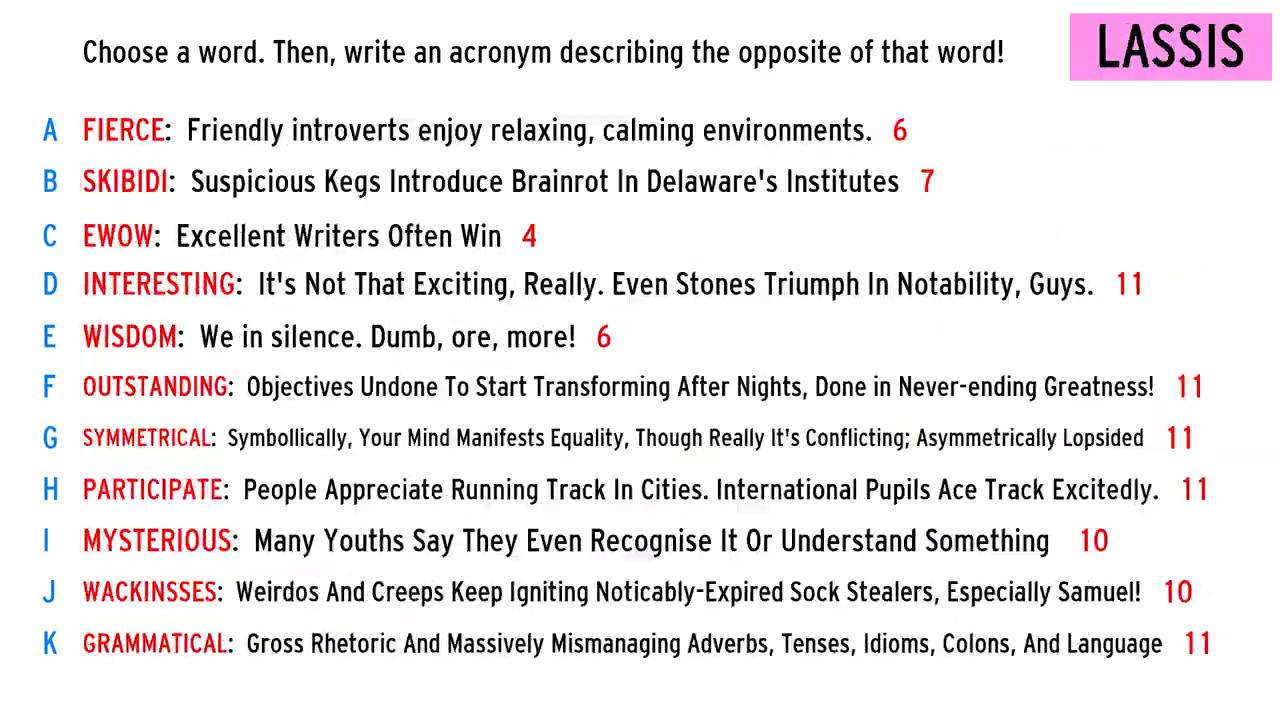 Choose a word. Then, write an acronym describing the opposite of that word!
LASSIS
A FIERCE: Friendly introverts enjoy relaxing, calming environments. 6
B SKIBIDI: Suspicious Kegs Introduce Brainrot In Delaware's Institutes 7
C EWOW: Excellent Writers Often Win 4
D INTERESTING: It's Not That Exciting, Really. Even Stones Triumph In Notability, Guys. 11
E WISDOM: We in silence. Dumb, ore, more! 6
F OUTSTANDING: Objectives Undone To Start Transforming After Nights, Done in Never-ending Greatness! 11
G SYMMETRICAL: Symbollically, Your Mind Manifests Equality, Though Really It's Conflicting; Asymmetrically Lopsided 11
H PARTICIPATE: People Appreciate Running Track In Cities. International Pupils Ace Track Excitedly. 11
I MYSTERIOUS: Many Youths Say They Even Recognise It Or Understand Something 10
J WACKINSSES: Weirdos And Creeps Keep Igniting Noticably-Expired Sock Stealers, Especially Samuel! 10
K GRAMMATICAL: Gross Rhetoric And Massively Mismanaging Adverbs, Tenses, Idioms, Colons, And Language 11